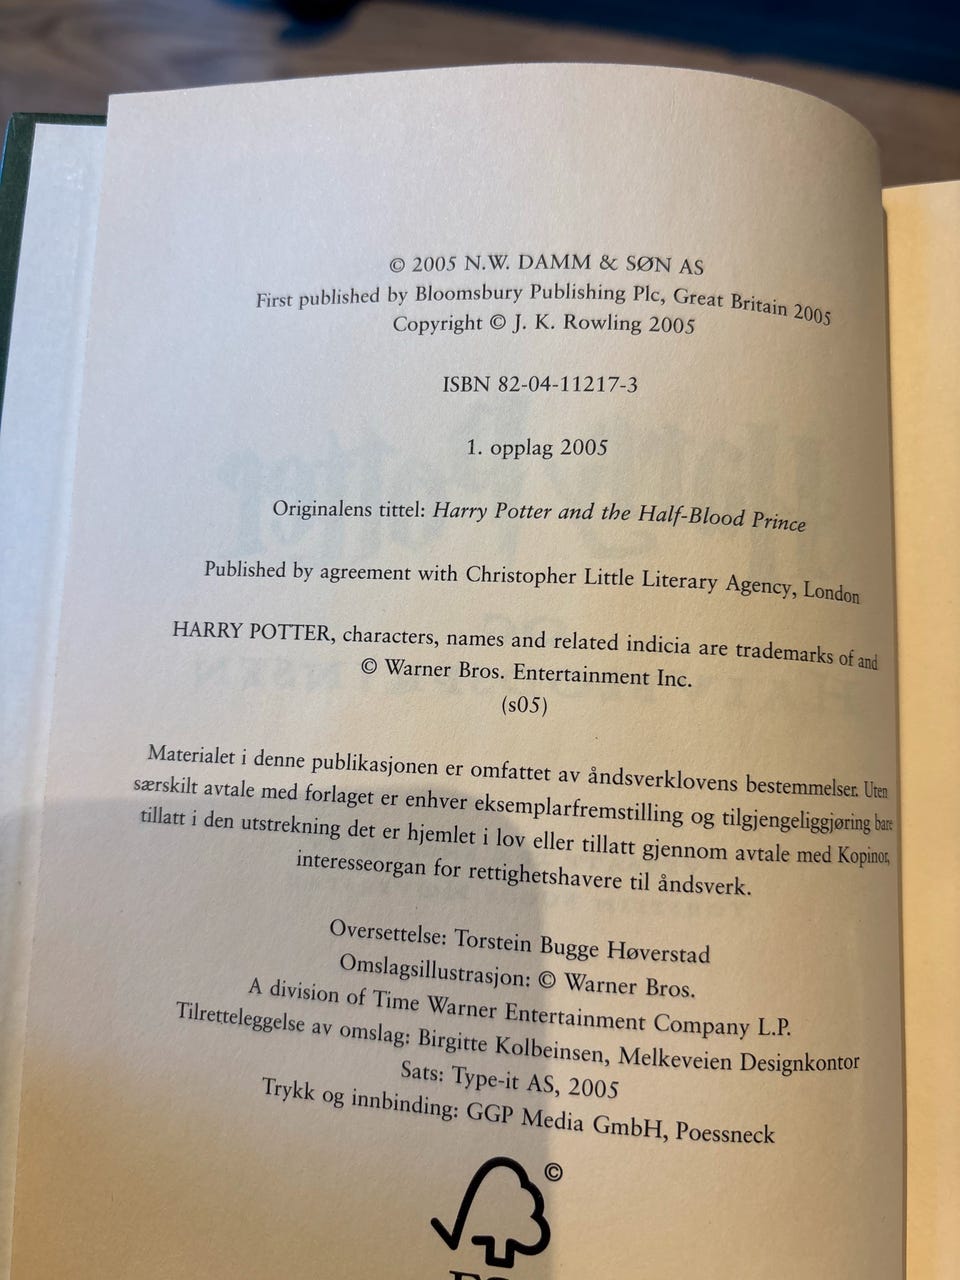 © 2005 N.W. DAMM & SØN AS
First published by Bloomsbury Publishing Plc, Great Britain 2005
Copyright © J. K. Rowling 2005
ISBN 82-04-11217-3
1. opplag 2005
Originalens tittel: Harry Potter and the Half-Blood Prince
Published by agreement with Christopher Little Literary Agency, London
HARRY POTTER, characters, names and related indicia are trademarks of and
© Warner Bros. Entertainment Inc.
(s05)
Materialet i denne publikasjonen er omfattet av åndsverklovens bestemmelser. Uten
særskilt avtale med forlaget er enhver eksemplarfremstilling og tilgjengeliggjøring bare
tillatt i den utstrekning det er hjemlet i lov eller tillatt gjennom avtale med Kopinor,
interesseorgan for rettighetshavere til åndsverk.
Oversettelse: Torstein Bugge Høverstad
Omslagsillustrasjon: © Warner Bros.
A division of Time Warner Entertainment Company L.P.
Tilretteleggelse av omslag: Birgitte Kolbeinsen, Melkeveien Designkontor
Sats: Type-it AS, 2005
Trykk og innbinding: GGP Media GmbH, Poessneck
©